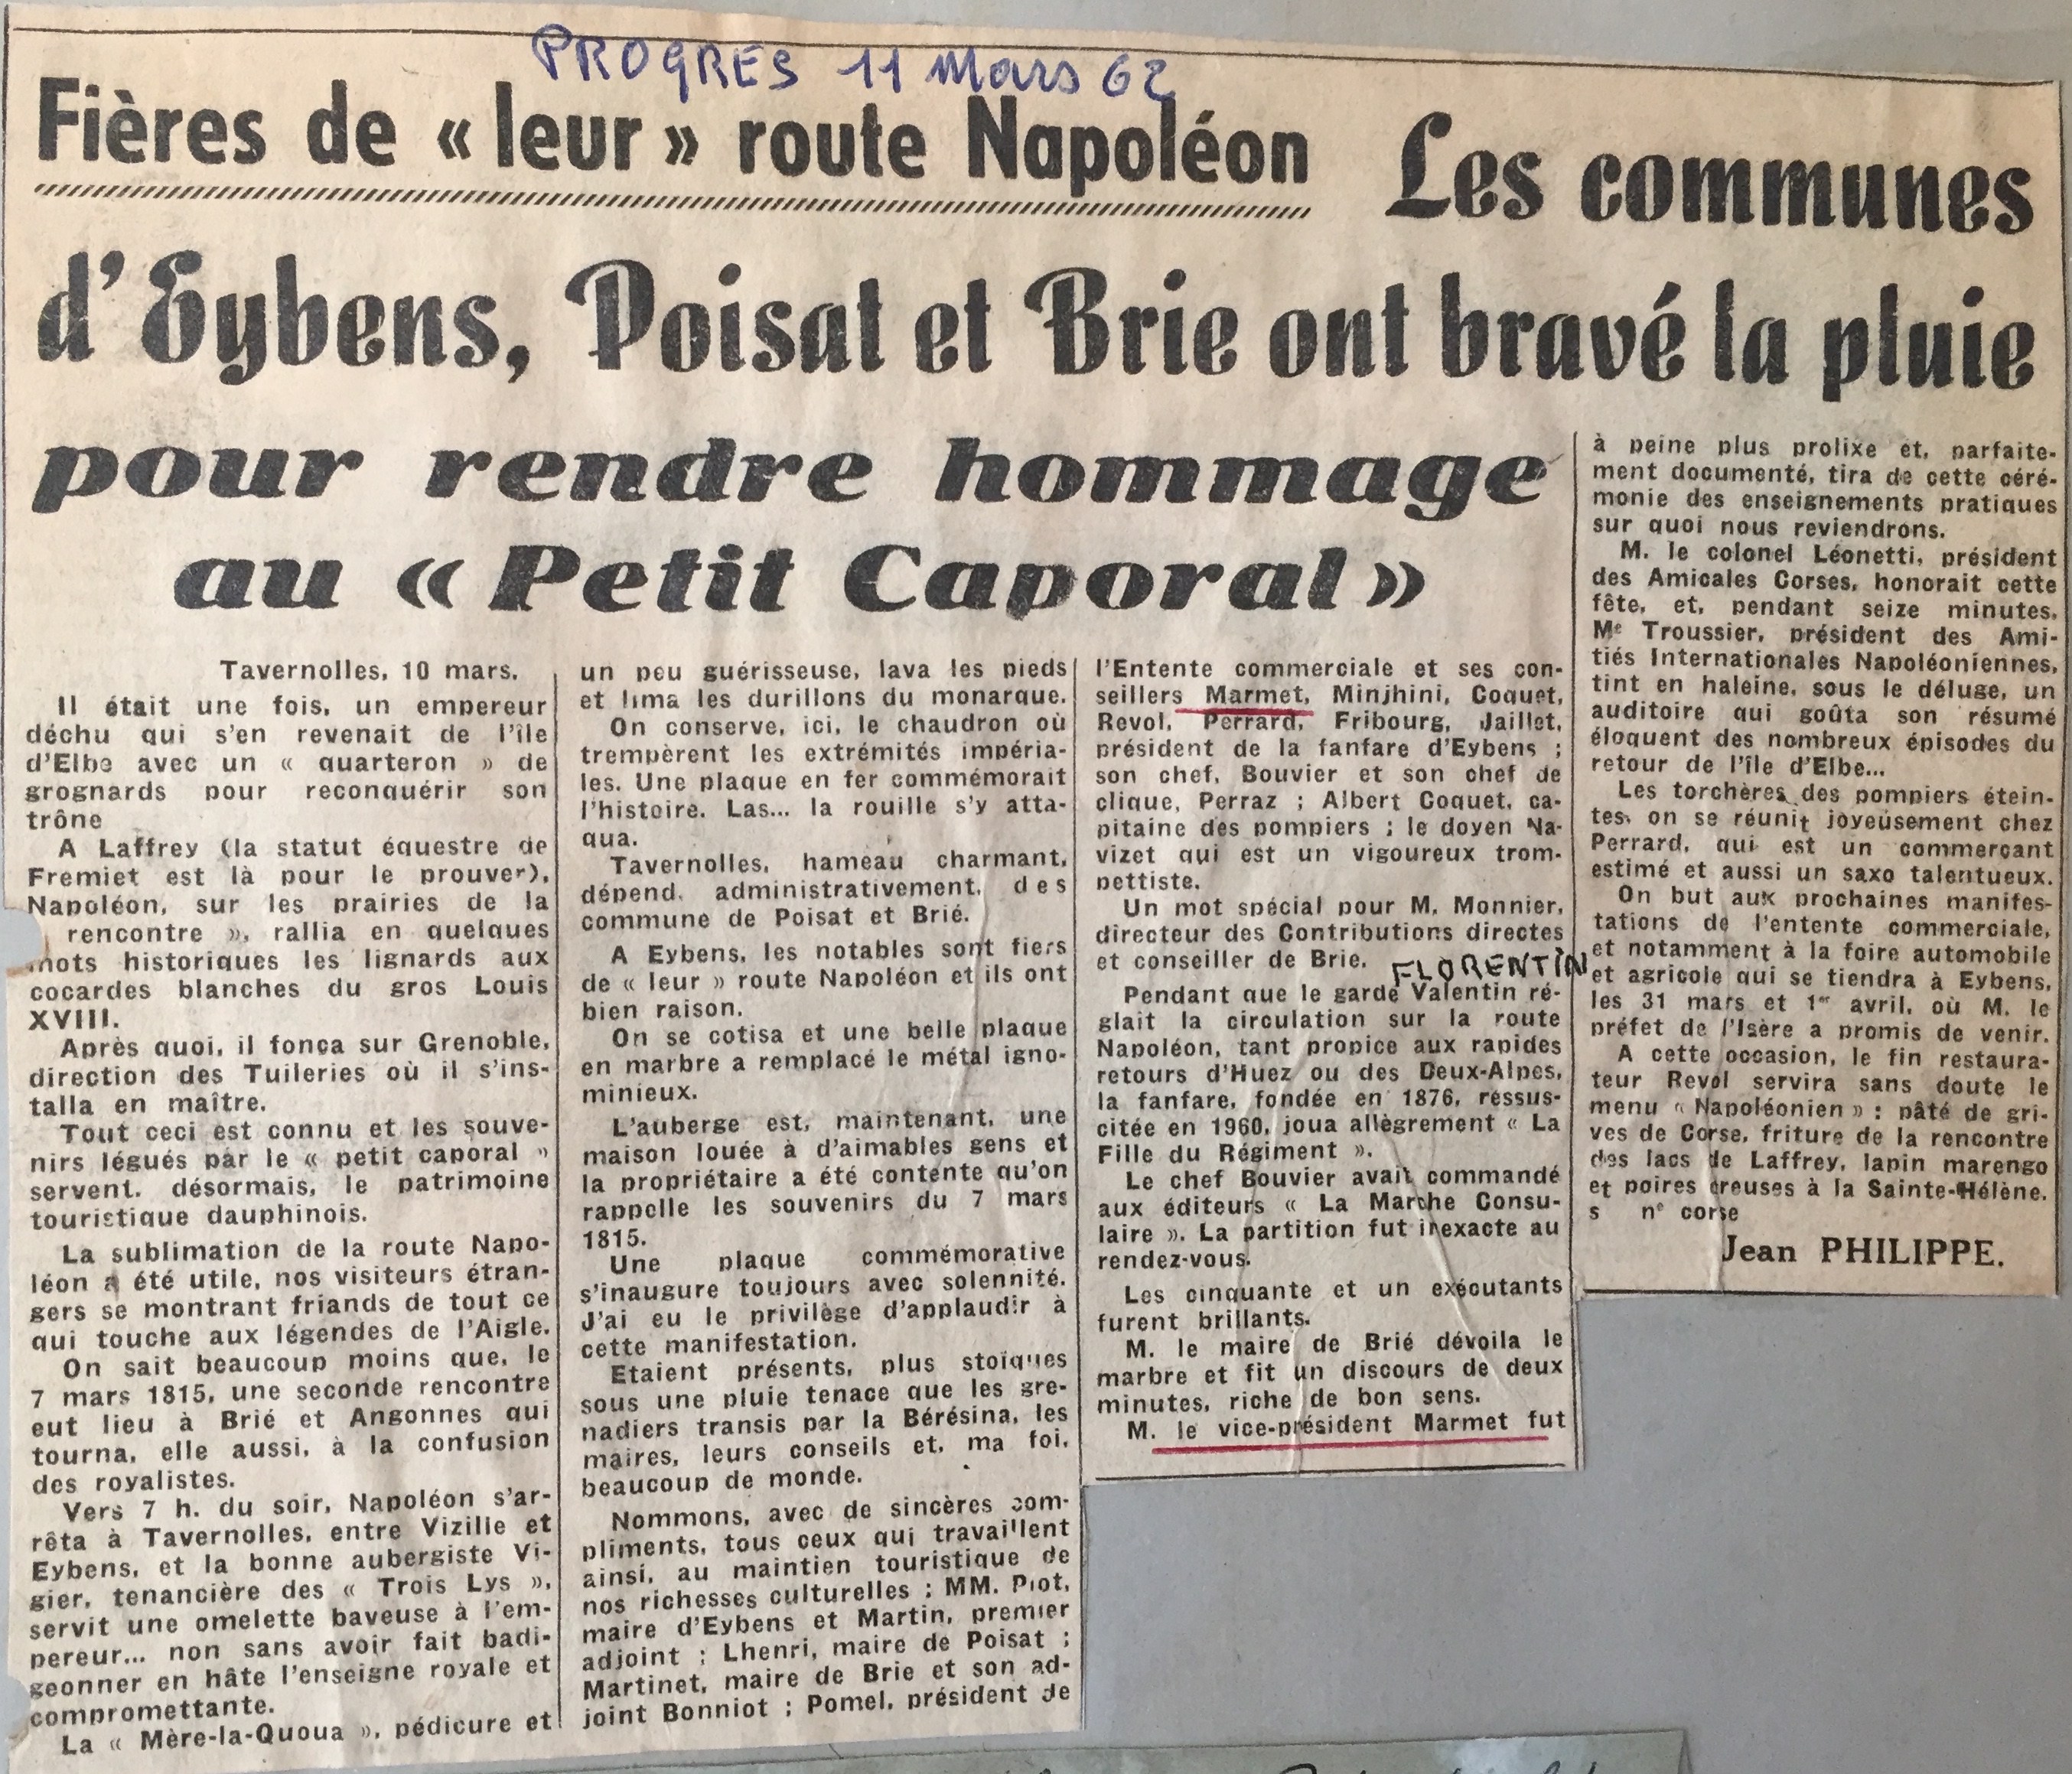 PROGRES 11 Mars 62
Fières de « leur » route Napoléon
Les communes
d'Eybens, Poisat et Brie ont bravé la pluie
pour rendre hommage
au « Petit Caporal »
Tavernolles, 10 mars.
Il était une fois, un empereur
déchu qui s'en revenait de l'île
d'Elbe avec un « quarteron » de
grognards pour reconquérir son
trône
A Laffrey (la statut équestre de
Fremiet est là pour le prouver),
Napoléon, sur les prairies de la
rencontre », rallia en quelques
mots historiques les lignards aux
cocardes blanches du gros Louis
XVIII.
Après quoi, il fonça sur Grenoble,
direction des Tuileries où il s'ins-
talla en maître.
Tout ceci est connu et les souve-
nirs légués par le « petit caporal »
servent, désormais, le patrimoine
touristique dauphinois.
La sublimation de la route Napo-
léon a été utile, nos visiteurs étran-
gers se montrant friands de tout ce
qui touche aux légendes de l'Aigle.
On sait beaucoup moins que, le
7 mars 1815, une seconde rencontre
eut lieu à Brié et Angonnes qui
tourna, elle aussi, à la confusion
des royalistes.
Vers 7 h. du soir, Napoléon s'ar-
rêta à Tavernolles, entre Vizille et
Eybens, et la bonne aubergiste Vi-
gier, tenancière des « Trois Lys »,
servit une omelette baveuse à l'em-
pereur... non sans avoir fait badi-
geonner en hâte l'enseigne royale et
compromettante.
La « Mère-la-Quoua », pédicure et
un peu guérisseuse, lava les pieds
et lima les durillons du monarque.
On conserve, ici, le chaudron où
trempèrent les extrémités impéria-
les. Une plaque en fer commémorait
l'histoire. Las... la rouille s'y atta-
qua.
Tavernolles, hameau charmant,
dépend, administrativement, des
commune de Poisat et Brié.
A Eybens, les notables sont fiers
de « leur » route Napoléon et ils ont
bien raison.
On se cotisa et une belle plaque
en marbre a remplacé le métal igno-
minieux.
L'auberge est, maintenant, une
maison louée à d'aimables gens et
la propriétaire a été contente qu'on
rappelle les souvenirs du 7 mars
1815.
Une plaque commémorative
s'inaugure toujours avec solennité.
J'ai eu le privilège d'applaudir à
cette manifestation.
Etaient présents, plus stoïques
sous une pluie tenace que les gre-
nadiers transis par la Bérésina, les
maires, leurs conseils et, ma foi,
beaucoup de monde.
Nommons, avec de sincères com-
pliments, tous ceux qui travaillent
ainsi, au maintien touristique de
nos richesses culturelles : MM. Piot,
maire d'Eybens et Martin, premier
adjoint ; Lhenri, maire de Poisat ;
Martinet, maire de Brie et son ad-
joint Bonniot ; Pomel, président de
l'Entente commerciale et ses con-
seillers Marmet, Minjhini, Coquet,
Revol, Perrard, Fribourg, Jaillet,
président de la fanfare d'Eybens ;
son chef, Bouvier et son chef de
clique, Perraz ; Albert Coquet, ca-
pitaine des pompiers ; le doyen Na-
vizet qui est un vigoureux trom-
pettiste.
Un mot spécial pour M. Monnier,
directeur des Contributions directes
et conseiller de Brie.
FLORENTIN
Pendant que le garde Valentin ré-
glait la circulation sur la route
Napoléon, tant propice aux rapides
retours d'Huez ou des Deux-Alpes,
la fanfare, fondée en 1876, ressus-
citée en 1960, joua allègrement « La
Fille du Régiment ».
Le chef Bouvier avait commandé
aux éditeurs « La Marche Consu-
laire ». La partition fut inexacte au
rendez-vous.
Les cinquante et un exécutants
furent brillants.
M. le maire de Brié dévoila le
marbre et fit un discours de deux
minutes, riche de bon sens.
M. le vice-président Marmet fut
à peine plus prolixe et, parfaite-
ment documenté, tira de cette céré-
monie des enseignements pratiques
sur quoi nous reviendrons.
M. le colonel Léonetti, président
des Amicales Corses, honorait cette
fête, et, pendant seize minutes,
Me Troussier, président des Ami-
tiés Internationales Napoléoniennes,
tint en haleine, sous le déluge, un
auditoire qui goûta son résumé
éloquent des nombreux épisodes du
retour de l'île d'Elbe...
Les torchères des pompiers étein-
tes, on se réunit joyeusement chez
Perrard, qui est un commerçant
estimé et aussi un saxo talentueux.
On but aux prochaines manifes-
tations de l'entente commerciale,
et notamment à la foire automobile
et agricole qui se tiendra à Eybens,
les 31 mars et 1er avril, où M. le
préfet de l'Isère a promis de venir.
A cette occasion, le fin restaura-
teur Revol servira sans doute le
menu « Napoléonien » : pâté de gri-
ves de Corse, friture de la rencontre
des lacs de Laffrey, lapin marengo
et poires creuses à la Sainte-Hélène.
s ne corse
Jean PHILIPPE.